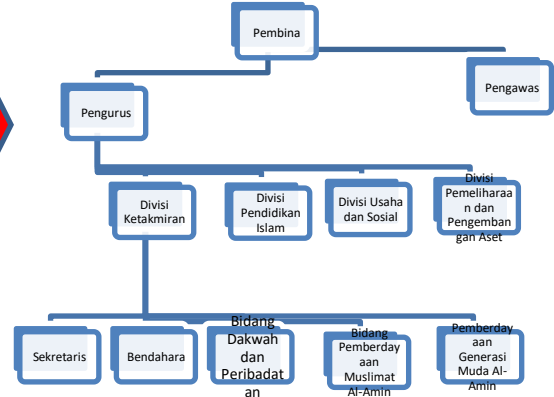 Pembina
Pengawas
Pengurus
Divisi
Ketakmiran
Divisi
Pendidikan
Islam
Divisi Usaha
dan Sosial
Divisi
Pemeliharaa
n dan
Pengemban
gan Aset
Sekretaris
Bendahara
Bidang
Dakwah
dan
Peribadat
an
Bidang
Pemberday
aan
Muslimat
Al-Amin
Pemberday
aan
Generasi
Muda Al-
Amin